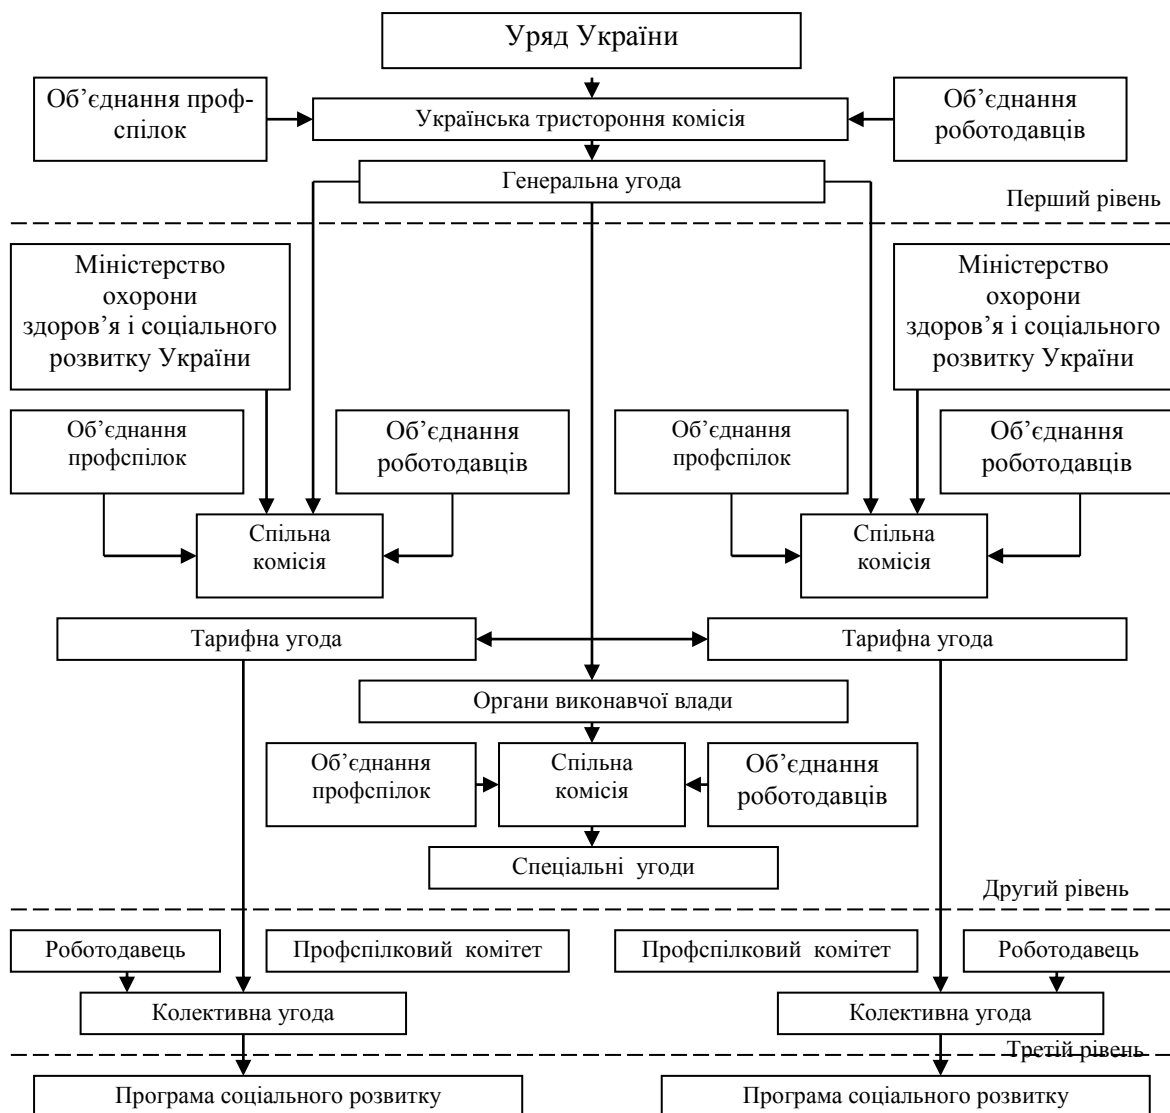 Уряд України
Об’єднання проф-
спілок
Українська тристороння комісія
Об’єднання
роботодавців
Генеральна угода
Перший рівень
Міністерство
охорони
здоров’я і соціального
розвитку України
Міністерство
охорони
здоров’я і соціального
розвитку України
Об’єднання
профспілок
Об’єднання
роботодавців
Об’єднання
профспілок
Об’єднання
роботодавців
Спільна
комісія
Спільна
комісія
Тарифна угода
Тарифна угода
Органи виконавчої влади
Об’єднання
профспілок
Спільна
комісія
Об’єднання
роботодавців
Спеціальні угоди
Другий рівень
Роботодавець
Профспілковий комітет
Профспілковий комітет
Роботодавець
Колективна угода
Колективна угода
Третій рівень
Програма соціального розвитку
Програма соціального розвитку